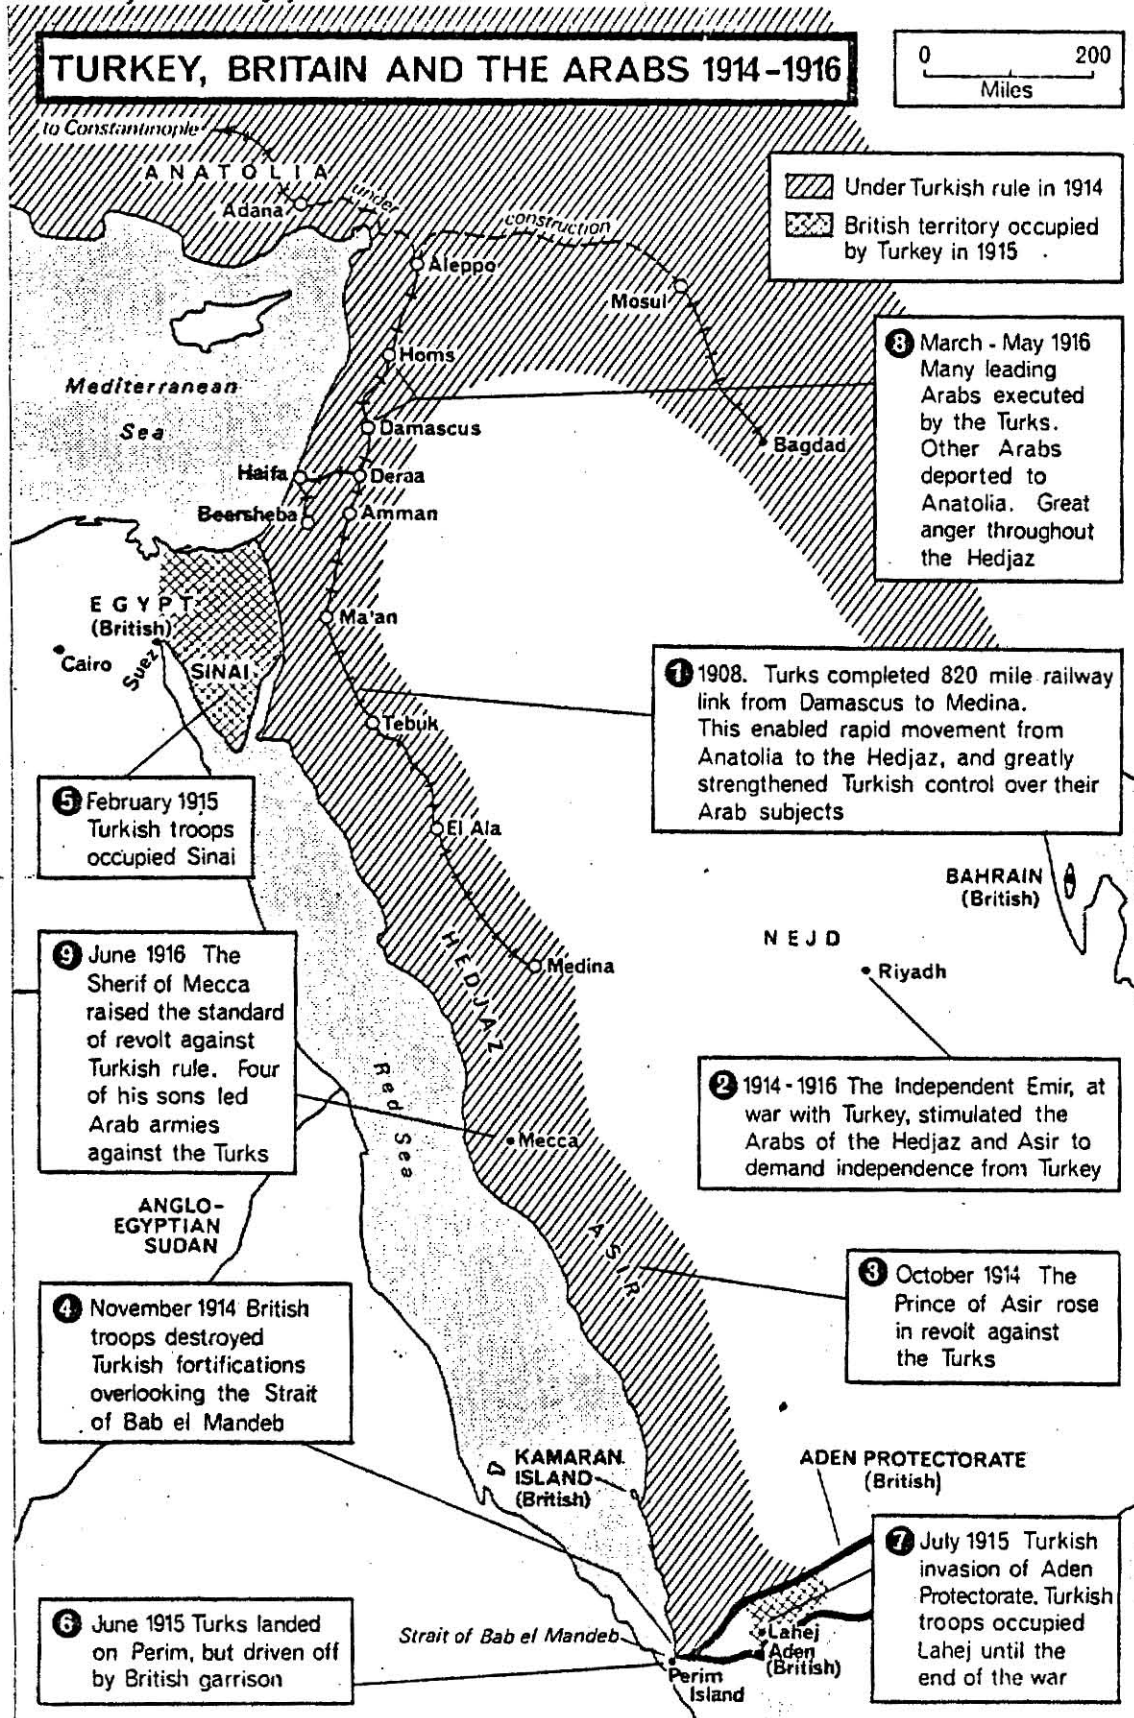 TURKEY, BRITAIN AND THE ARABS 1914-1916
0 200
Miles
to Constantinople
ANATOLIA
Adana
under
construction
Under Turkish rule in 1914
British territory occupied
by Turkey in 1915
Aleppo
Mosul
Homs
Mediterranean
Sea
Damascus
Bagdad
Haifa
Deraa
Beersheba
Amman
8 March - May 1916
Many leading
Arabs executed
by the Turks.
Other Arabs
deported to
Anatolia. Great
anger throughout
the Hedjaz
EGYPT
(British)
Cairo
Suez
SINAI
Ma'an
Tebuk
1 1908. Turks completed 820 mile railway
link from Damascus to Medina.
This enabled rapid movement from
Anatolia to the Hedjaz, and greatly
strengthened Turkish control over their
Arab subjects
5 February 1915
Turkish troops
occupied Sinai
El Ala
BAHRAIN
(British)
NEJD
Riyadh
HEDJAZ
Medina
9 June 1916 The
Sherif of Mecca
raised the standard
of revolt against
Turkish rule. Four
of his sons led
Arab armies
against the Turks
Red Sea
Mecca
2 1914-1916 The Independent Emir, at
war with Turkey, stimulated the
Arabs of the Hedjaz and Asir to
demand independence from Turkey
ANGLO-
EGYPTIAN
SUDAN
ASIR
3 October 1914 The
Prince of Asir rose
in revolt against
the Turks
4 November 1914 British
troops destroyed
Turkish fortifications
overlooking the Strait
of Bab el Mandeb
KAMARAN
ISLAND
(British)
ADEN PROTECTORATE
(British)
7 July 1915 Turkish
invasion of Aden
Protectorate. Turkish
troops occupied
Lahej until the
end of the war
6 June 1915 Turks landed
on Perim, but driven off
by British garrison
Strait of Bab el Mandeb
Lahej
Aden
(British)
Perim
Island